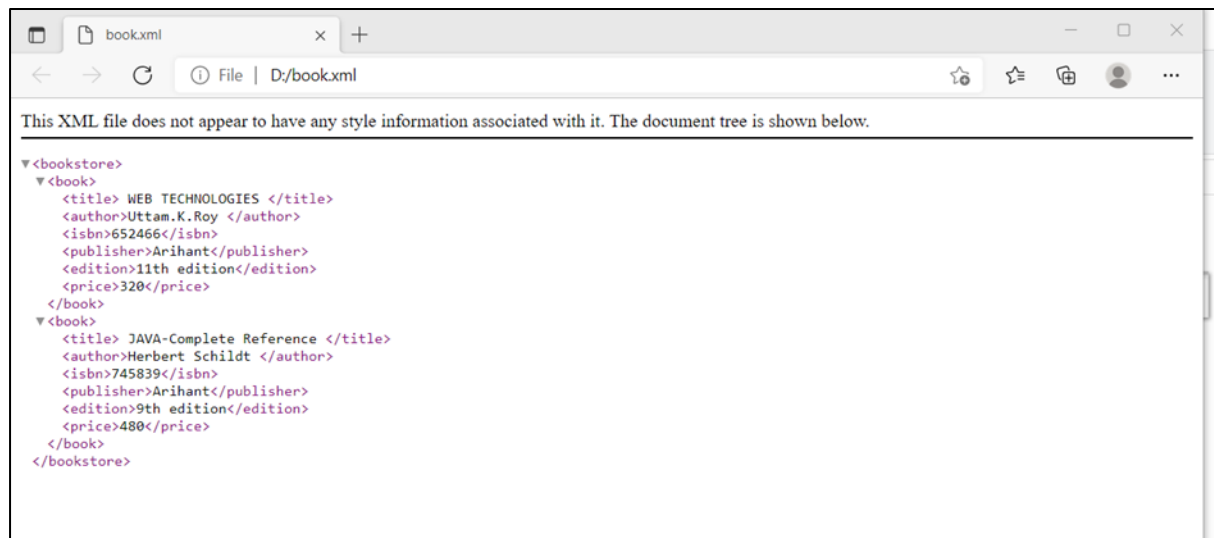 book.xml
File | D:/book.xml
This XML file does not appear to have any style information associated with it. The document tree is shown below.
▼<bookstore>
▼<book>
<title> WEB TECHNOLOGIES </title>
<author>Uttam.K.Roy </author>
<isbn>652466</isbn>
<publisher>Arihant</publisher>
<edition>11th edition</edition>
<price>320</price>
</book>
▼<book>
<title> JAVA-Complete Reference </title>
<author>Herbert Schildt </author>
<isbn>745839</isbn>
<publisher>Arihant</publisher>
<edition>9th edition</edition>
<price>480</price>
</book>
</bookstore>